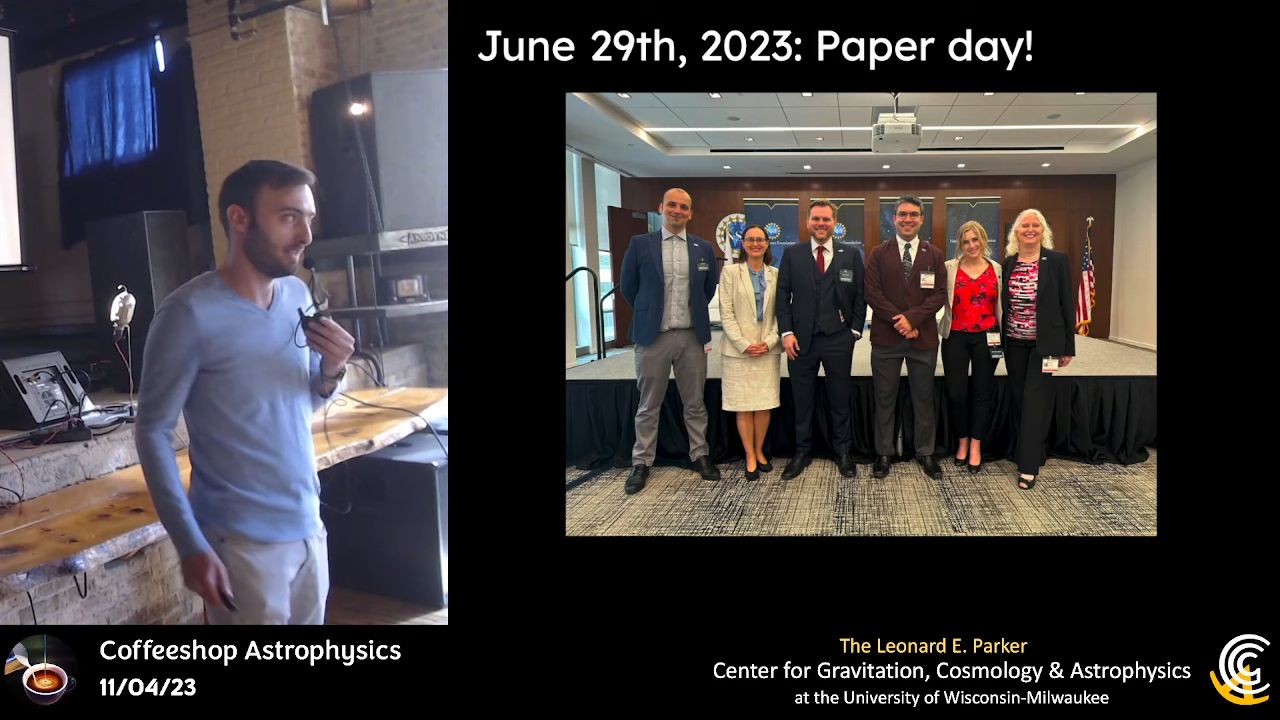 June 29th, 2023: Paper day!
Coffeeshop Astrophysics
11/04/23
The Leonard E. Parker
Center for Gravitation, Cosmology & Astrophysics
at the University of Wisconsin-Milwaukee